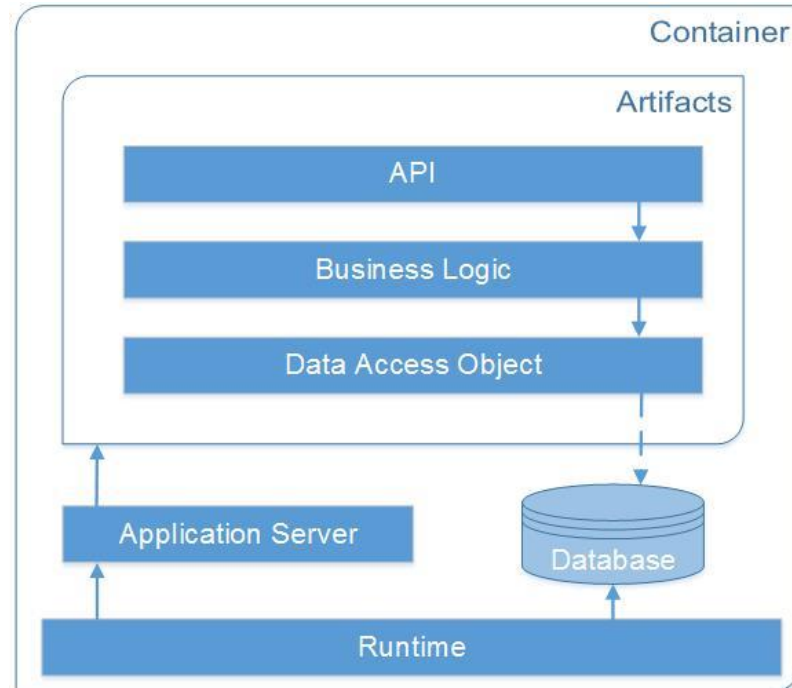 Container
Artifacts
API
Business Logic
Data Access Object
Application Server
Database
Runtime